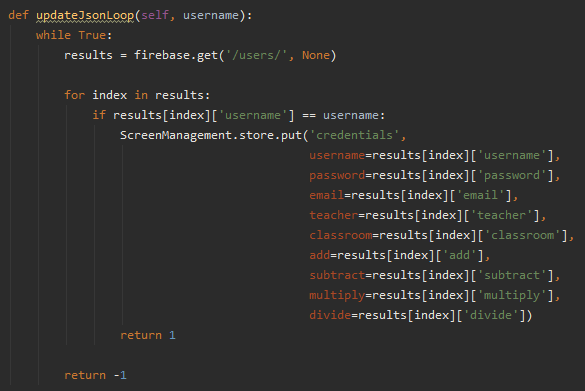 def updateJsonLoop(self, username):
while True:
results = firebase.get('/users/', None)
for index in results:
if results[index]['username'] == username:
ScreenManagement.store.put('credentials',
username=results[index]['username'],
password=results[index]['password'],
email=results[index]['email'],
teacher=results[index]['teacher'],
classroom=results[index]['classroom'],
add=results[index]['add'],
subtract=results[index]['subtract'],
multiply=results[index]['multiply'],
divide=results[index]['divide'])
return 1
return -1